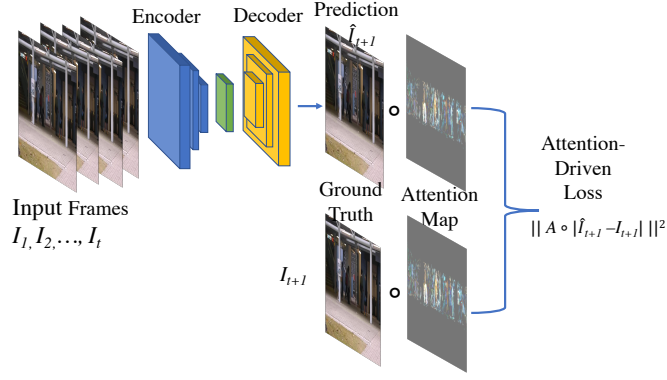 Encoder
Decoder
Prediction
Î_{t+1}
Input Frames
I_1, I_2, ..., I_t
Ground
Truth
Attention
Map
I_{t+1}
Attention-
Driven
Loss
|| A ∘ |Î_{t+1} – I_{t+1}| ||²